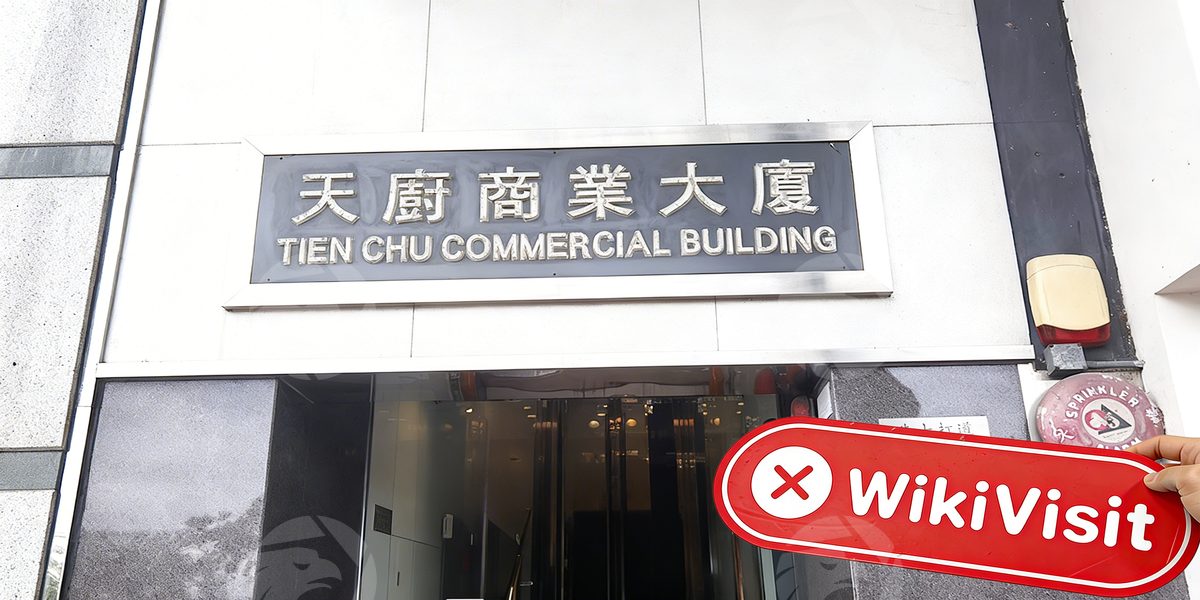 天廚商業大廈
TIEN CHU COMMERCIAL BUILDING
SPRINKLER
WikiVisit